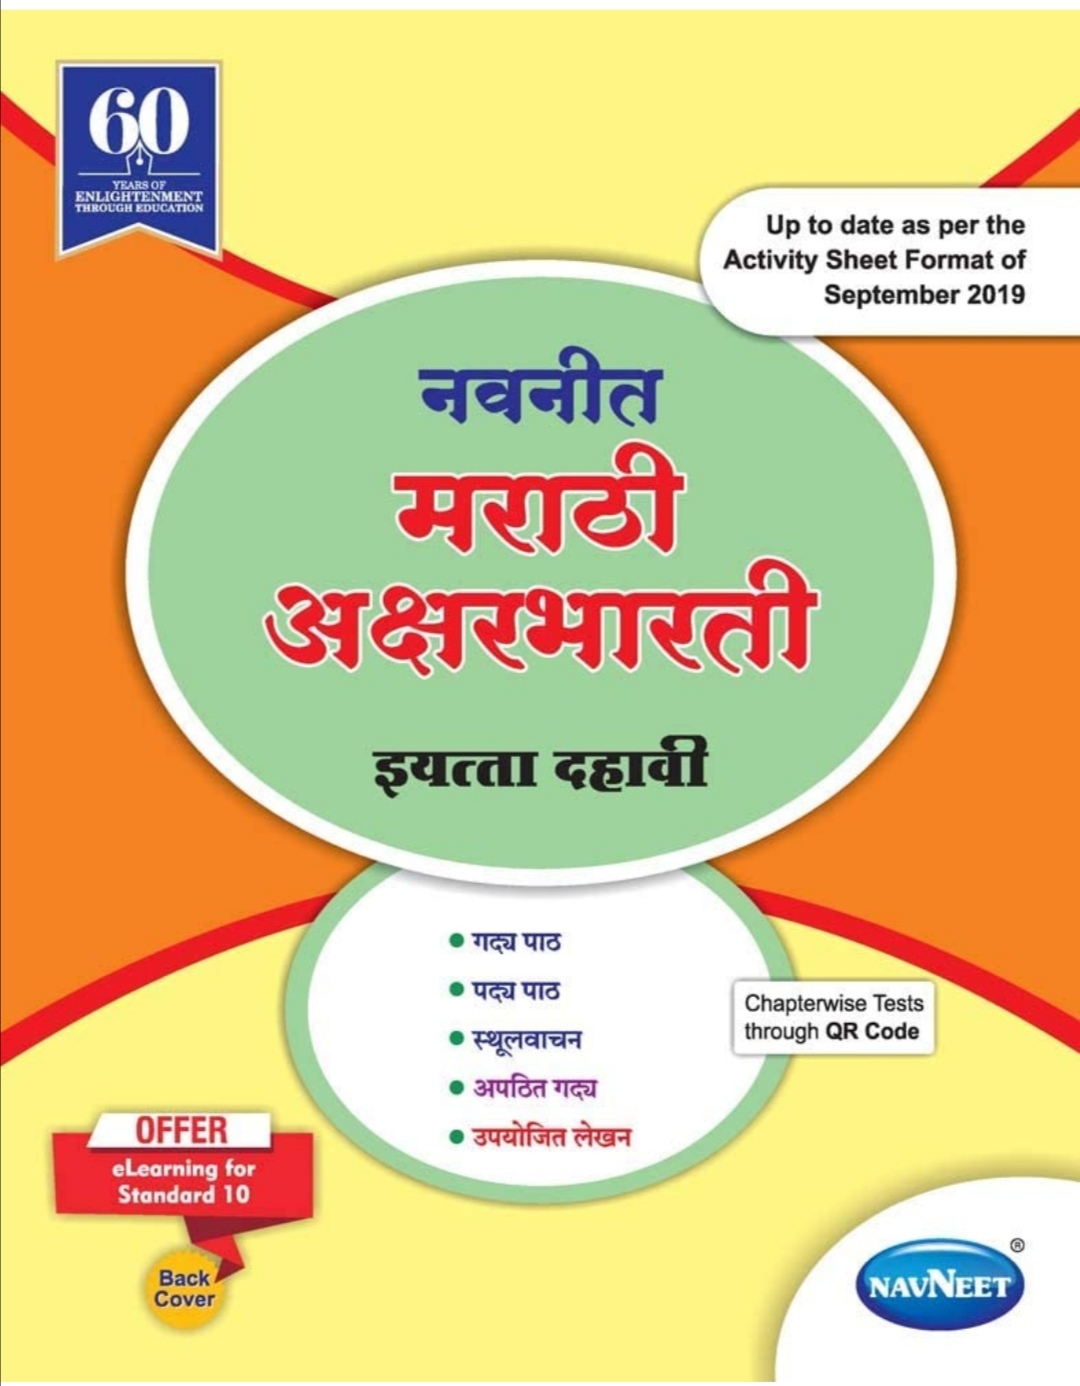 60
YEARS OF
ENLIGHTENMENT
THROUGH EDUCATION
Up to date as per the
Activity Sheet Format of
September 2019
नवनीत
मराठी
अक्षरभारती
इयत्ता दहावी
• गद्य पाठ
• पद्य पाठ
• स्थूलवाचन
• अपठित गद्य
• उपयोजित लेखन
Chapterwise Tests
through QR Code
OFFER
eLearning for
Standard 10
Back
Cover
NAVNEET ®